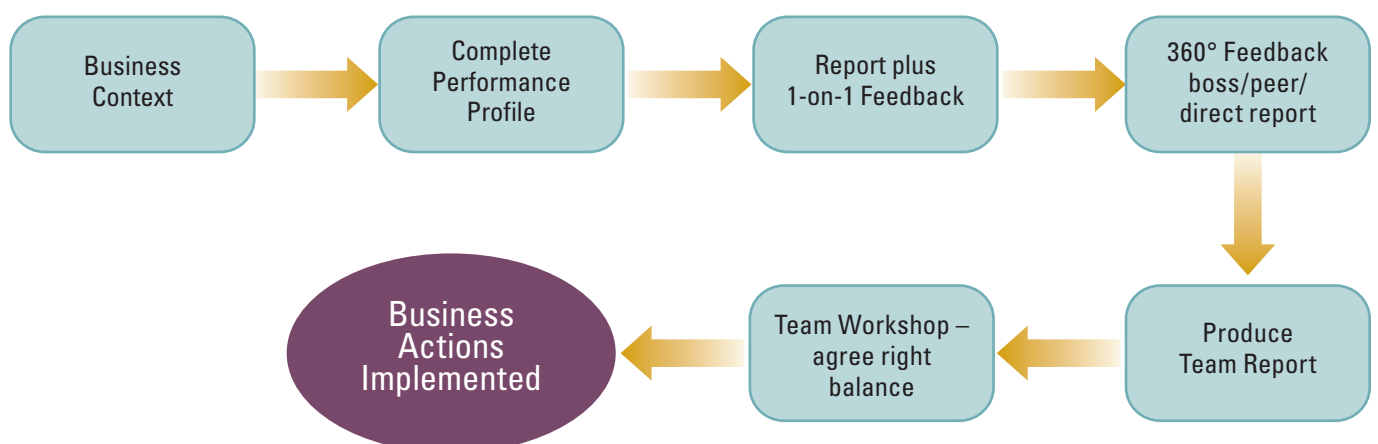 Business
Context
Complete
Performance
Profile
Report plus
1-on-1 Feedback
360° Feedback
boss/peer/
direct report
Produce
Team Report
Team Workshop –
agree right
balance
Business
Actions
Implemented